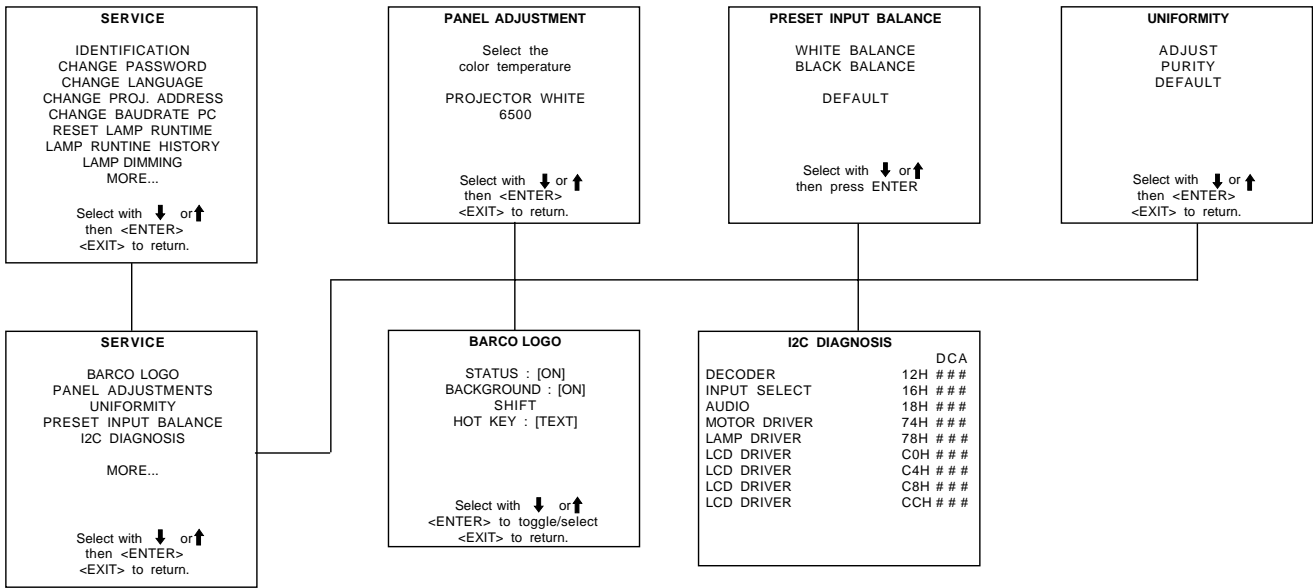 SERVICE
IDENTIFICATION
CHANGE PASSWORD
CHANGE LANGUAGE
CHANGE PROJ. ADDRESS
CHANGE BAUDRATE PC
RESET LAMP RUNTIME
LAMP RUNTINE HISTORY
LAMP DIMMING
MORE...
Select with ⬇ or ⬆
then <ENTER>
<EXIT> to return.
PANEL ADJUSTMENT
Select the
color temperature
PROJECTOR WHITE
6500
Select with ⬇ or ⬆
then <ENTER>
<EXIT> to return.
PRESET INPUT BALANCE
WHITE BALANCE
BLACK BALANCE
DEFAULT
Select with ⬇ or ⬆
then press ENTER
UNIFORMITY
ADJUST
PURITY
DEFAULT
Select with ⬇ or ⬆
then <ENTER>
<EXIT> to return.
SERVICE
BARCO LOGO
PANEL ADJUSTMENTS
UNIFORMITY
PRESET INPUT BALANCE
I2C DIAGNOSIS
MORE...
Select with ⬇ or ⬆
then <ENTER>
<EXIT> to return.
BARCO LOGO
STATUS : [ON]
BACKGROUND : [ON]
SHIFT
HOT KEY : [TEXT]
Select with ⬇ or ⬆
<ENTER> to toggle/select
<EXIT> to return.
I2C DIAGNOSIS
DCA
DECODER 12H # # #
INPUT SELECT 16H # # #
AUDIO 18H # # #
MOTOR DRIVER 74H # # #
LAMP DRIVER 78H # # #
LCD DRIVER C0H # # #
LCD DRIVER C4H # # #
LCD DRIVER C8H # # #
LCD DRIVER CCH # # #